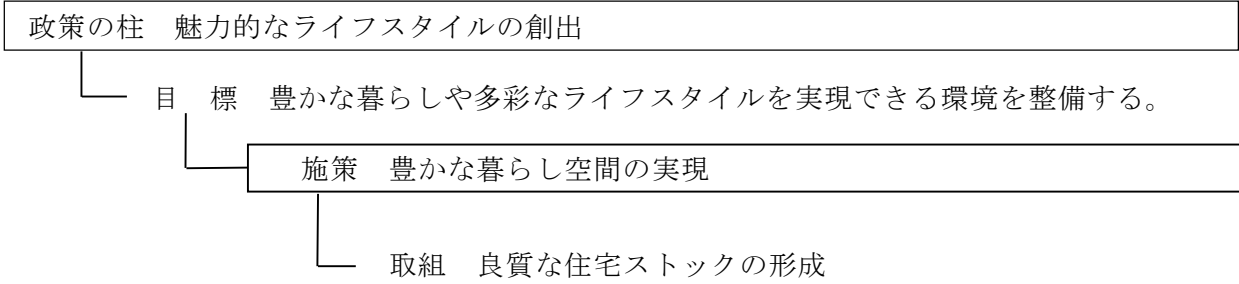 政策の柱　魅力的なライフスタイルの創出
目　標　豊かな暮らしや多彩なライフスタイルを実現できる環境を整備する。
施策　豊かな暮らし空間の実現
取組　良質な住宅ストックの形成